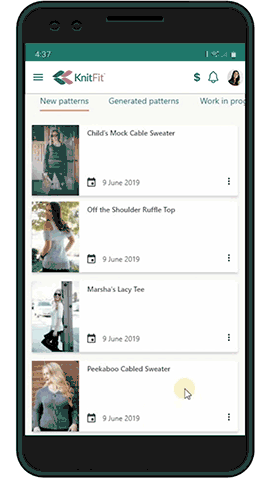 4:37
KnitFit
$
New patterns Generated patterns Work in prog
Child's Mock Cable Sweater
9 June 2019
Off the Shoulder Ruffle Top
9 June 2019
Marsha's Lacy Tee
9 June 2019
Peekaboo Cabled Sweater
9 June 2019